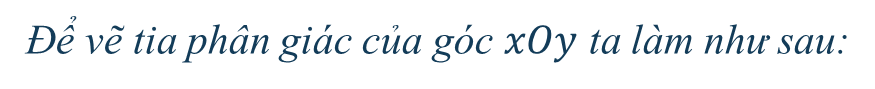 Để vẽ tia phân giác của góc xOy ta làm như sau: